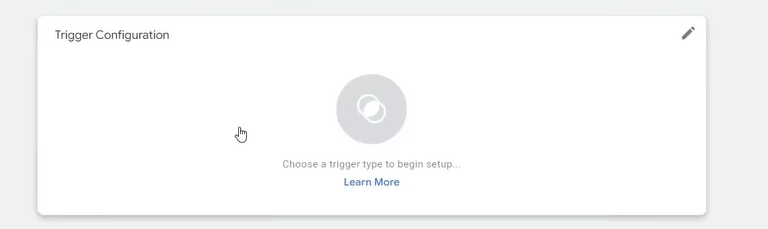 Trigger Configuration
Choose a trigger type to begin setup...
Learn More